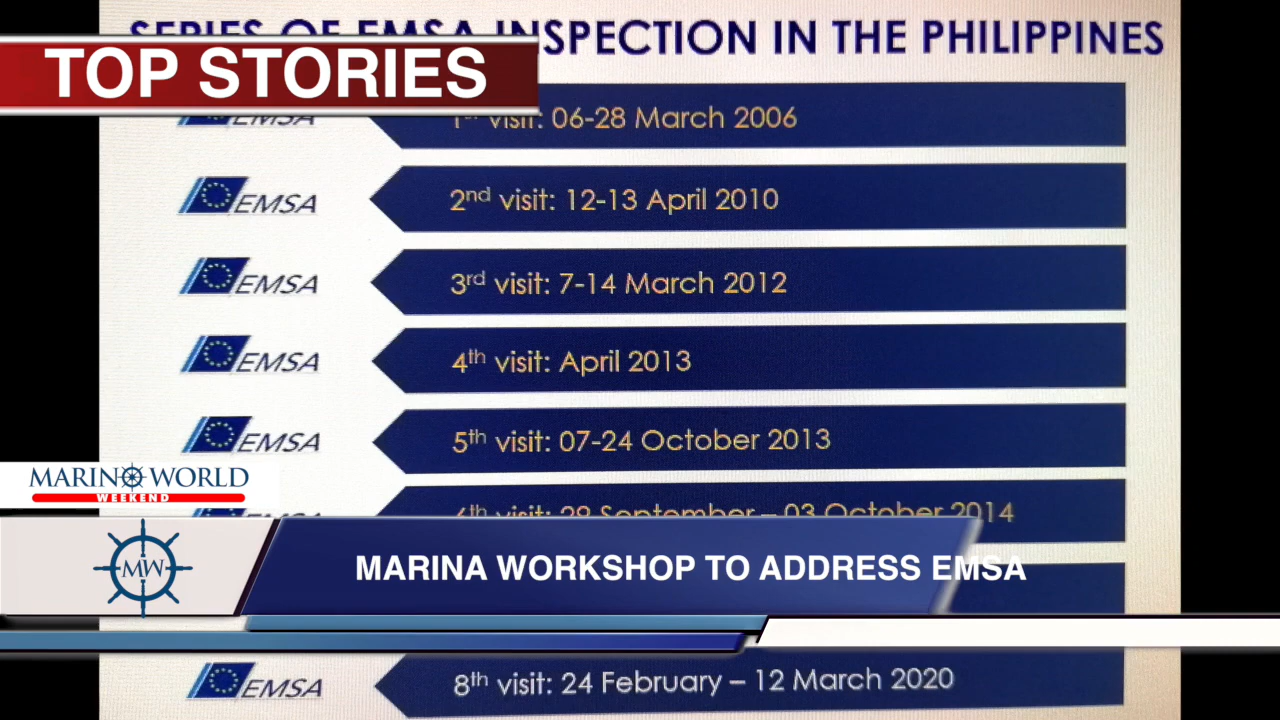 SERIES OF EMSA INSPECTION IN THE PHILIPPINES
TOP STORIES
EMSA
1st visit: 06-28 March 2006
EMSA
2nd visit: 12-13 April 2010
EMSA
3rd visit: 7-14 March 2012
EMSA
4th visit: April 2013
EMSA
5th visit: 07-24 October 2013
MARINO WORLD
WEEKEND
6th visit: 29 September – 03 October 2014
MW
MARINA WORKSHOP TO ADDRESS EMSA
EMSA
8th visit: 24 February – 12 March 2020